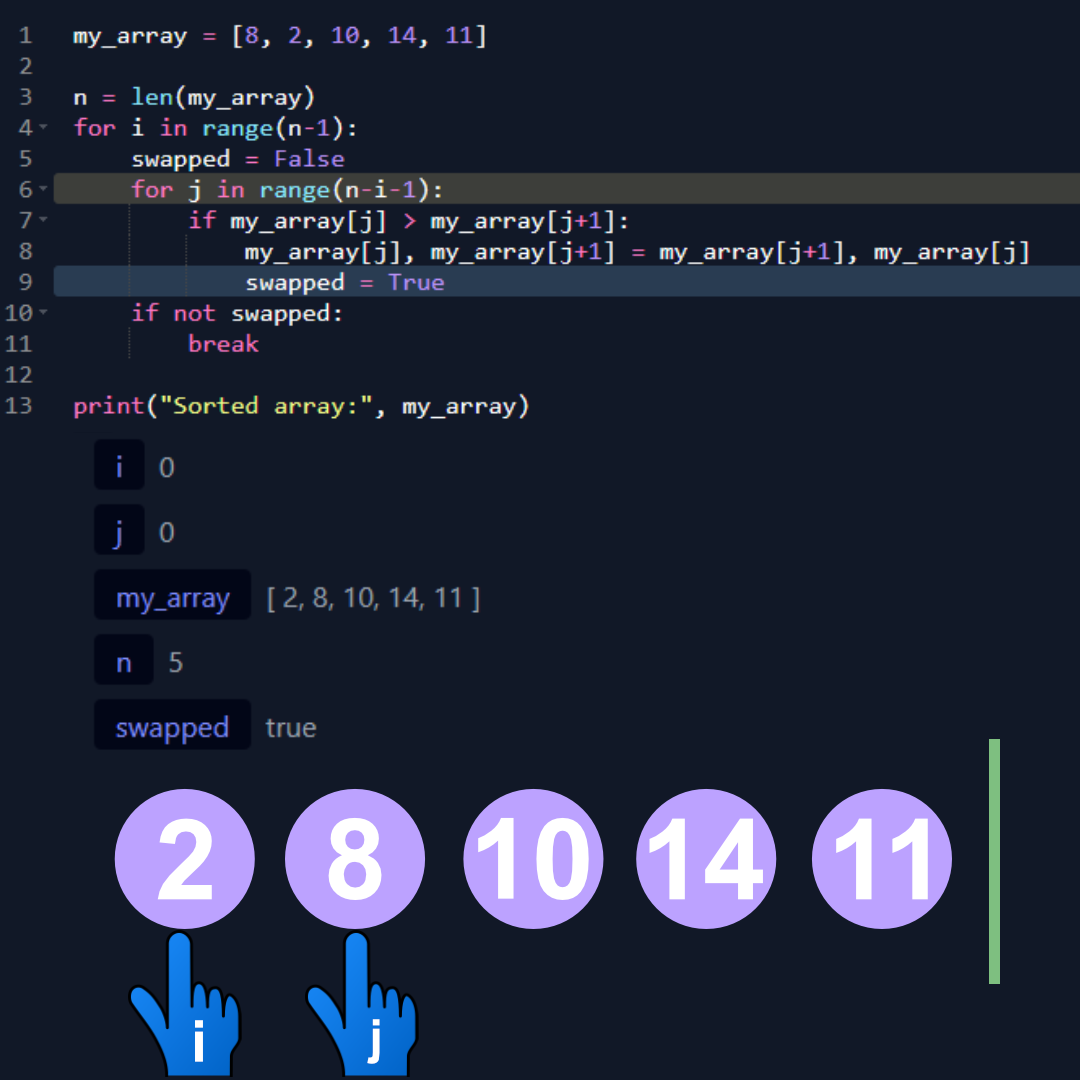 1 my_array = [8, 2, 10, 14, 11]
2
3 n = len(my_array)
4 for i in range(n-1):
5     swapped = False
6     for j in range(n-i-1):
7         if my_array[j] > my_array[j+1]:
8             my_array[j], my_array[j+1] = my_array[j+1], my_array[j]
9             swapped = True
10     if not swapped:
11         break
12
13 print("Sorted array:", my_array)
i 0
j 0
my_array [ 2, 8, 10, 14, 11 ]
n 5
swapped true
2 8 10 14 11
i j